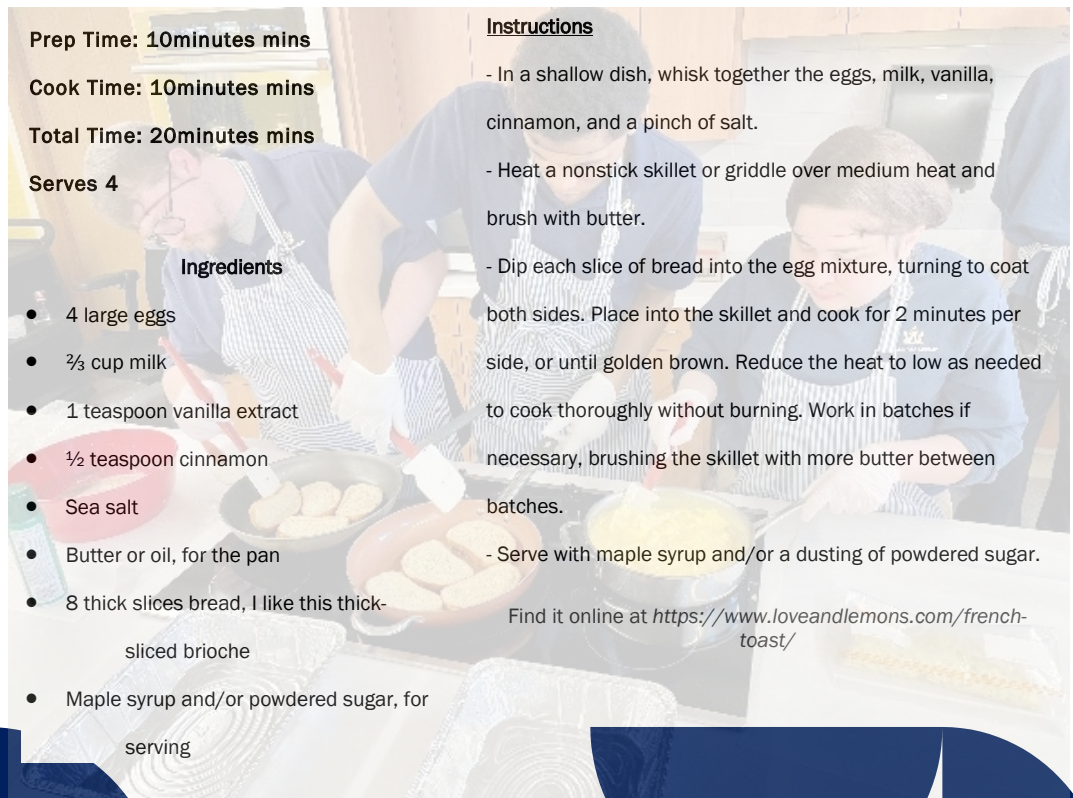 Prep Time: 10minutes mins
Cook Time: 10minutes mins
Total Time: 20minutes mins
Serves 4
Ingredients
● 4 large eggs
● ⅔ cup milk
● 1 teaspoon vanilla extract
● ½ teaspoon cinnamon
● Sea salt
● Butter or oil, for the pan
● 8 thick slices bread, I like this thick-
sliced brioche
● Maple syrup and/or powdered sugar, for
serving
Instructions
- In a shallow dish, whisk together the eggs, milk, vanilla,
cinnamon, and a pinch of salt.
- Heat a nonstick skillet or griddle over medium heat and
brush with butter.
- Dip each slice of bread into the egg mixture, turning to coat
both sides. Place into the skillet and cook for 2 minutes per
side, or until golden brown. Reduce the heat to low as needed
to cook thoroughly without burning. Work in batches if
necessary, brushing the skillet with more butter between
batches.
- Serve with maple syrup and/or a dusting of powdered sugar.
Find it online at https://www.loveandlemons.com/french-
toast/